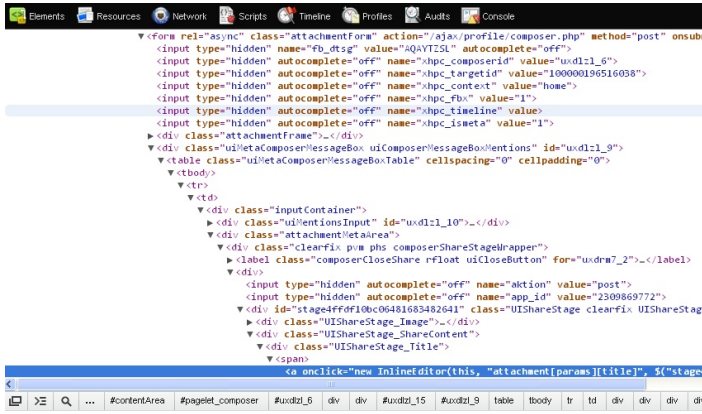 Elements Resources Network Scripts Timeline Profiles Audits Console
▼<form rel="async" class="attachmentForm" action="/ajax/profile/composer.php" method="post" onsub
<input type="hidden" name="fb_dtsg" value="AQAYTZSL" autocomplete="off">
<input type="hidden" autocomplete="off" name="xhpc_composerid" value="uxdlzl_6">
<input type="hidden" autocomplete="off" name="xhpc_targetid" value="100000196516038">
<input type="hidden" autocomplete="off" name="xhpc_context" value="home">
<input type="hidden" autocomplete="off" name="xhpc_fbx" value="1">
<input type="hidden" autocomplete="off" name="xhpc_timeline" value>
<input type="hidden" autocomplete="off" name="xhpc_ismeta" value="1">
▶<div class="attachmentFrame">…</div>
▼<div class="uiMetaComposerMessageBox uiComposerMessageBoxMentions" id="uxdlzl_9">
▼<table class="uiMetaComposerMessageBoxTable" cellspacing="0" cellpadding="0">
▼<tbody>
▼<tr>
▼<td>
▼<div class="inputContainer">
▶<div class="uiMentionsInput" id="uxdlzl_10">…</div>
▼<div class="attachmentMetaArea">
▼<div class="clearfix pvm phs composerShareStageWrapper">
▶<label class="composerCloseShare rfloat uiCloseButton" for="uxdrm7_2">…</label>
▼<div>
<input type="hidden" autocomplete="off" name="aktion" value="post">
<input type="hidden" autocomplete="off" name="app_id" value="2309869772">
▼<div id="stage4ffdf10bc06481683482641" class="UIShareStage clearfix UIShareStag
▶<div class="UIShareStage_Image">…</div>
▼<div class="UIShareStage_ShareContent">
▼<div class="UIShareStage_Title">
▼<span>
<a onclick="new InlineEditor(this, "attachment[params][title]", $("stage
... #contentArea #pagelet_composer #uxdlzl_6 div div #uxdlzl_15 #uxdlzl_9 table tbody tr td div div div di